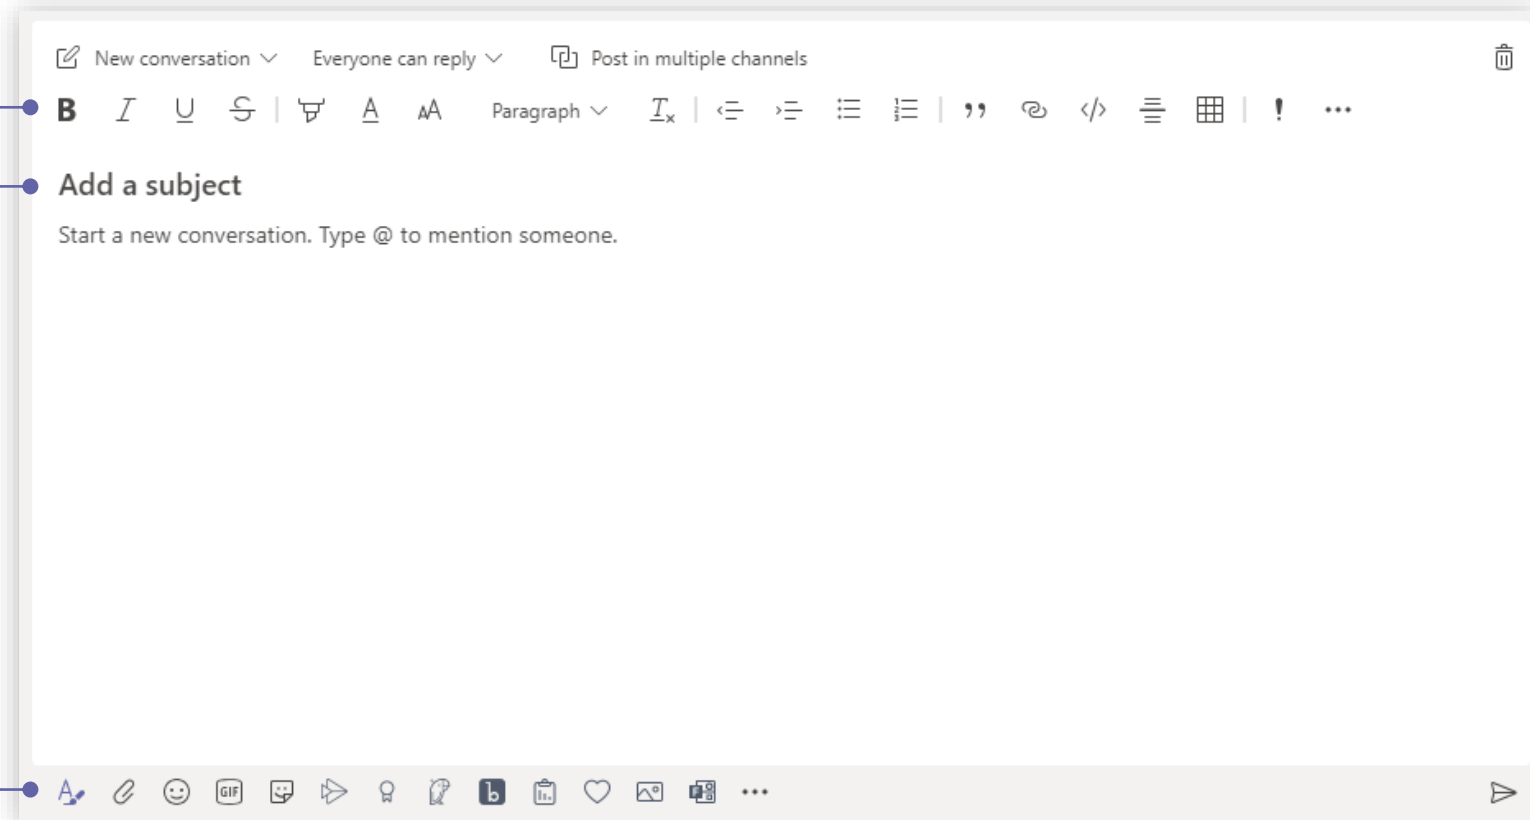 New conversation Everyone can reply Post in multiple channels
Paragraph
Add a subject
Start a new conversation. Type @ to mention someone.
GIF